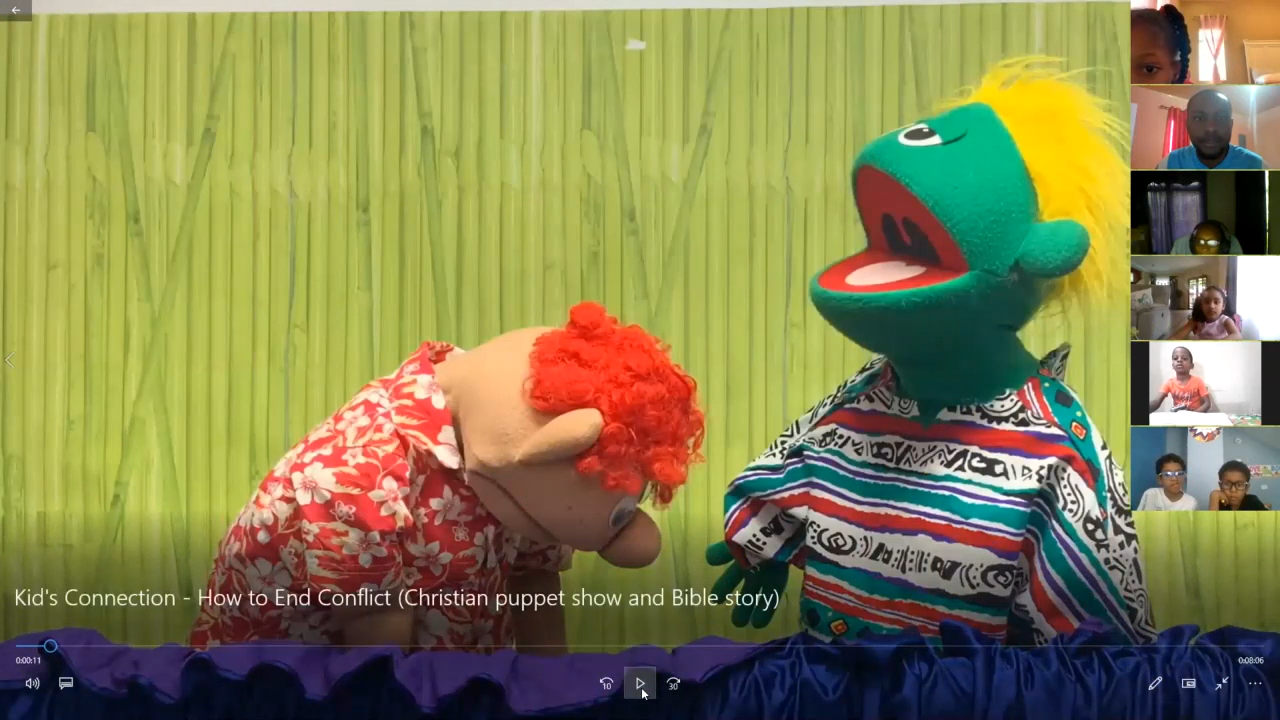 Kid's Connection - How to End Conflict (Christian puppet show and Bible story)
0:00:11
0:08:06
10
30